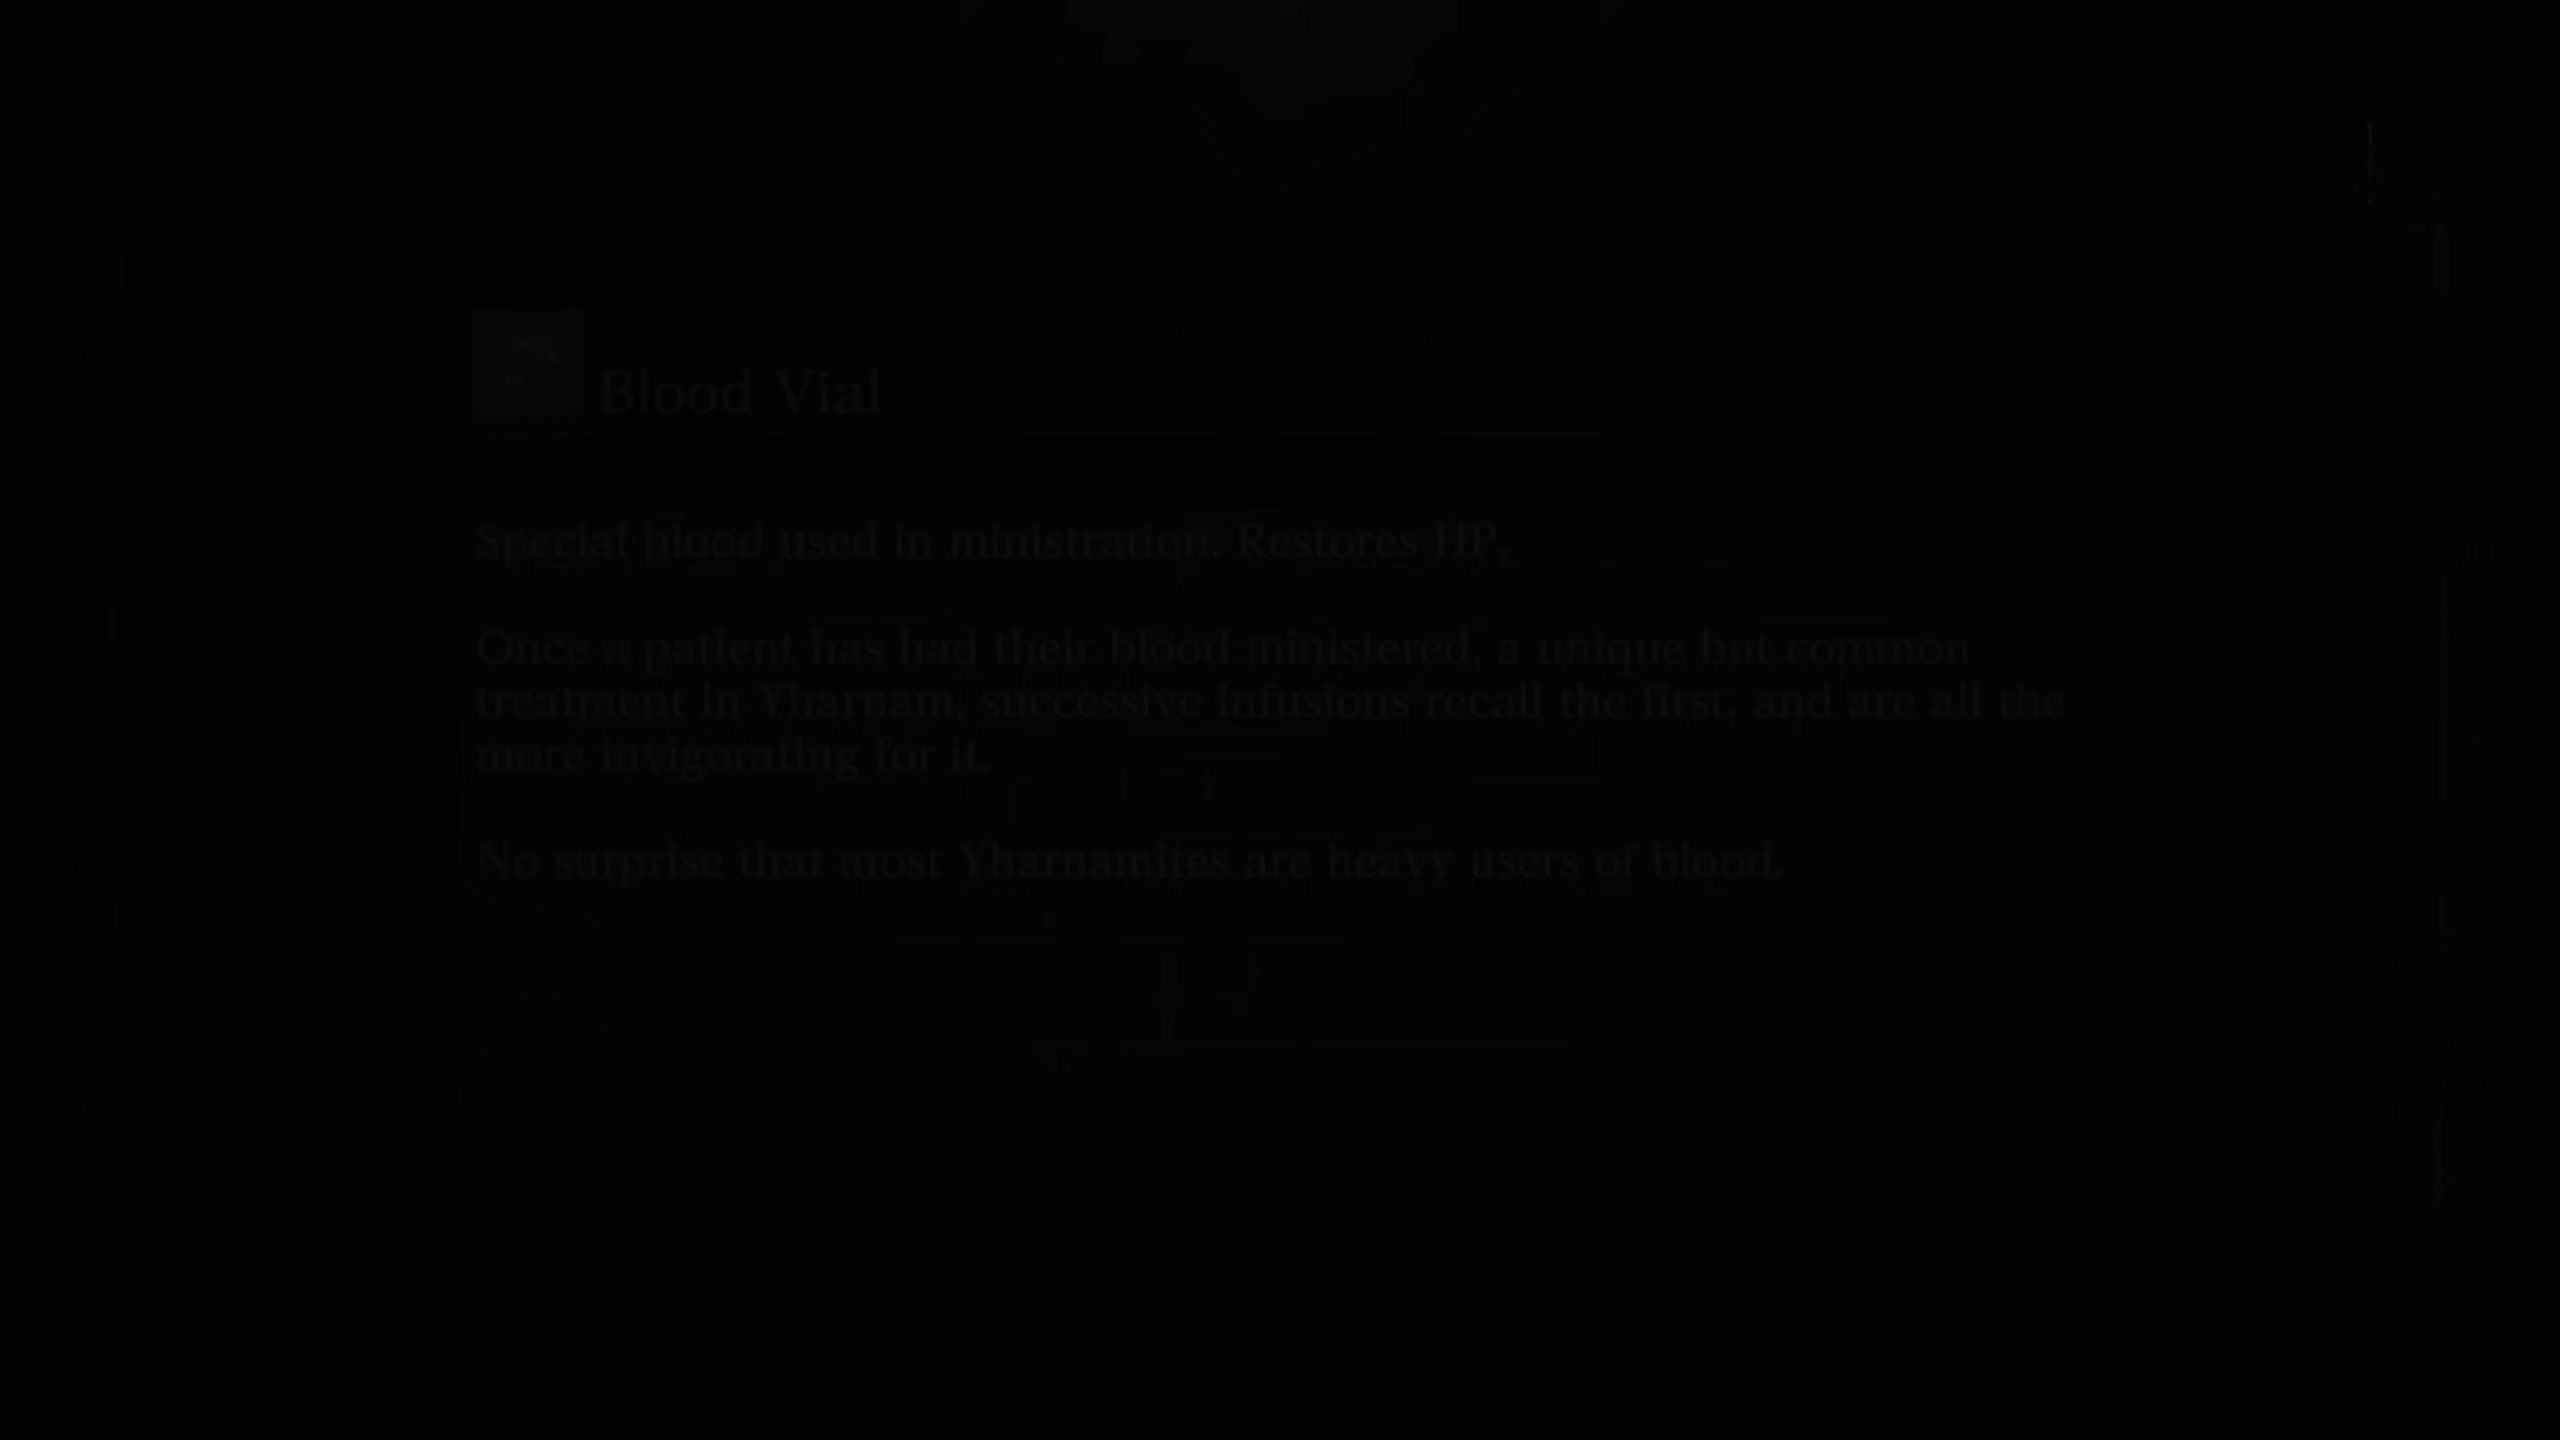 Blood Vial
Special blood used in ministration. Restores HP.
Once a patient has had their blood ministered, a unique but common
treatment in Yharnam, successive infusions recall the first, and are all the
more invigorating for it.
No surprise that most Yharnamites are heavy users of blood.